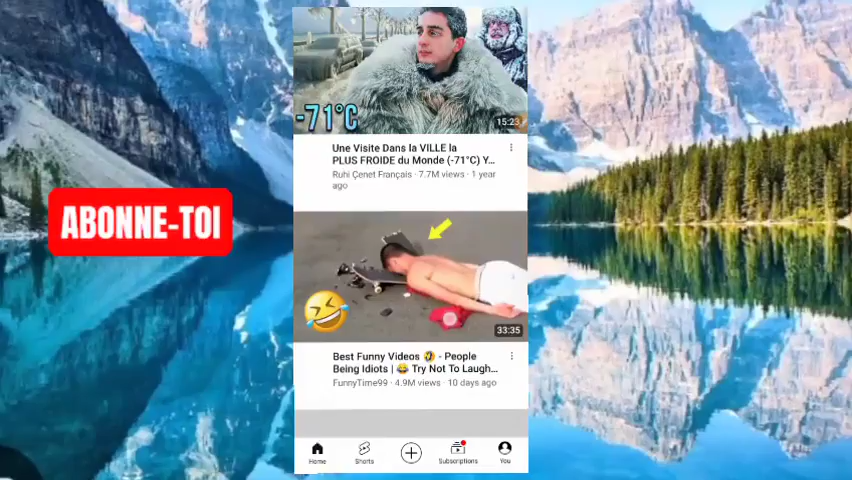 -71°C
15:23
Une Visite Dans la VILLE la
PLUS FROIDE du Monde (-71°C) Y...
Ruhi Çenet Français · 7.7M views · 1 year
ago
ABONNE-TOI
33:35
Best Funny Videos 🤣 - People
Being Idiots | 😂 Try Not To Laugh...
FunnyTime99 · 4.9M views · 10 days ago
Home
Shorts
Subscriptions
You